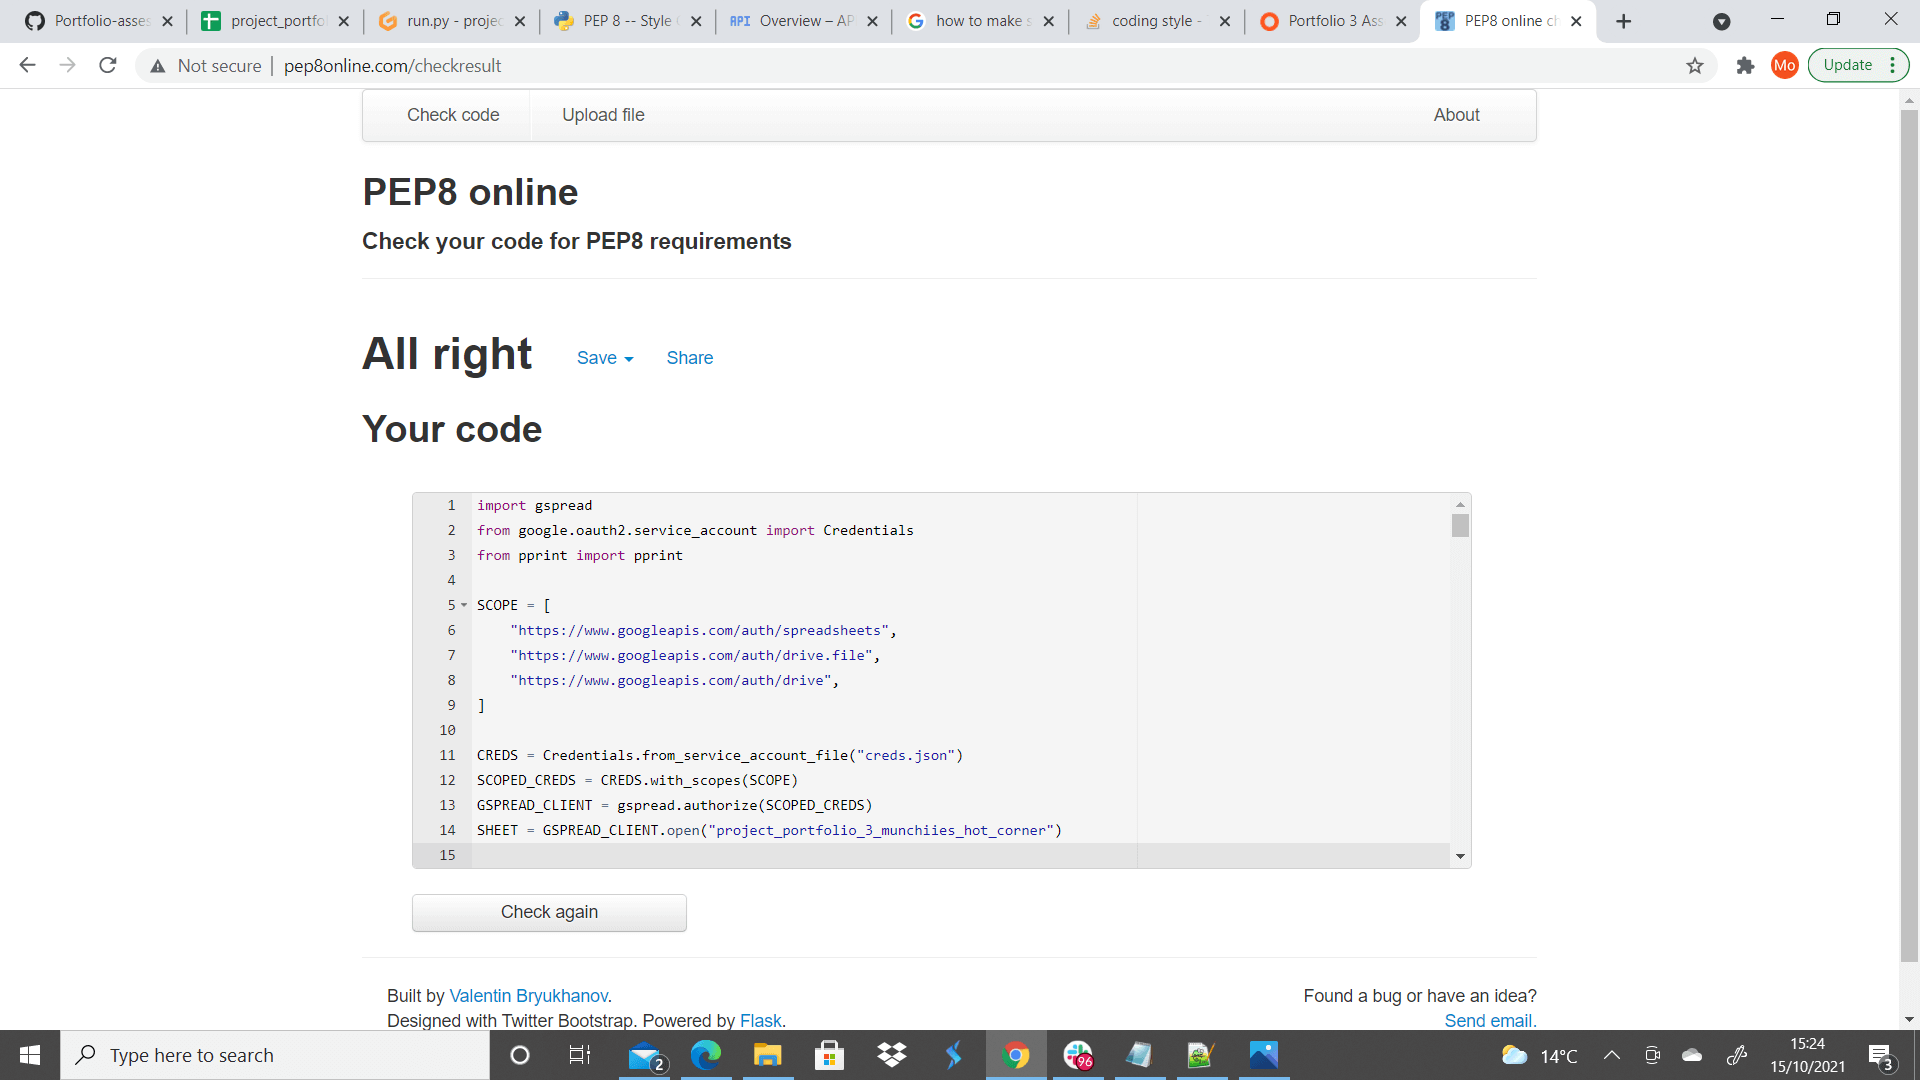 Portfolio-asses
project_portfo
run.py - projec
PEP 8 -- Style
API Overview – AP
how to make s
coding style -
Portfolio 3 Ass
PEP8 online ch
Not secure | pep8online.com/checkresult
Mo
Update
Check code
Upload file
About
PEP8 online
Check your code for PEP8 requirements
All right
Save
Share
Your code
1 import gspread
2 from google.oauth2.service_account import Credentials
3 from pprint import pprint
4
5 SCOPE = [
6 "https://www.googleapis.com/auth/spreadsheets",
7 "https://www.googleapis.com/auth/drive.file",
8 "https://www.googleapis.com/auth/drive",
9 ]
10
11 CREDS = Credentials.from_service_account_file("creds.json")
12 SCOPED_CREDS = CREDS.with_scopes(SCOPE)
13 GSPREAD_CLIENT = gspread.authorize(SCOPED_CREDS)
14 SHEET = GSPREAD_CLIENT.open("project_portfolio_3_munchiies_hot_corner")
15
Check again
Built by Valentin Bryukhanov.
Found a bug or have an idea?
Designed with Twitter Bootstrap. Powered by Flask.
Send email.
Type here to search
2
96
14°C
15:24
15/10/2021
3